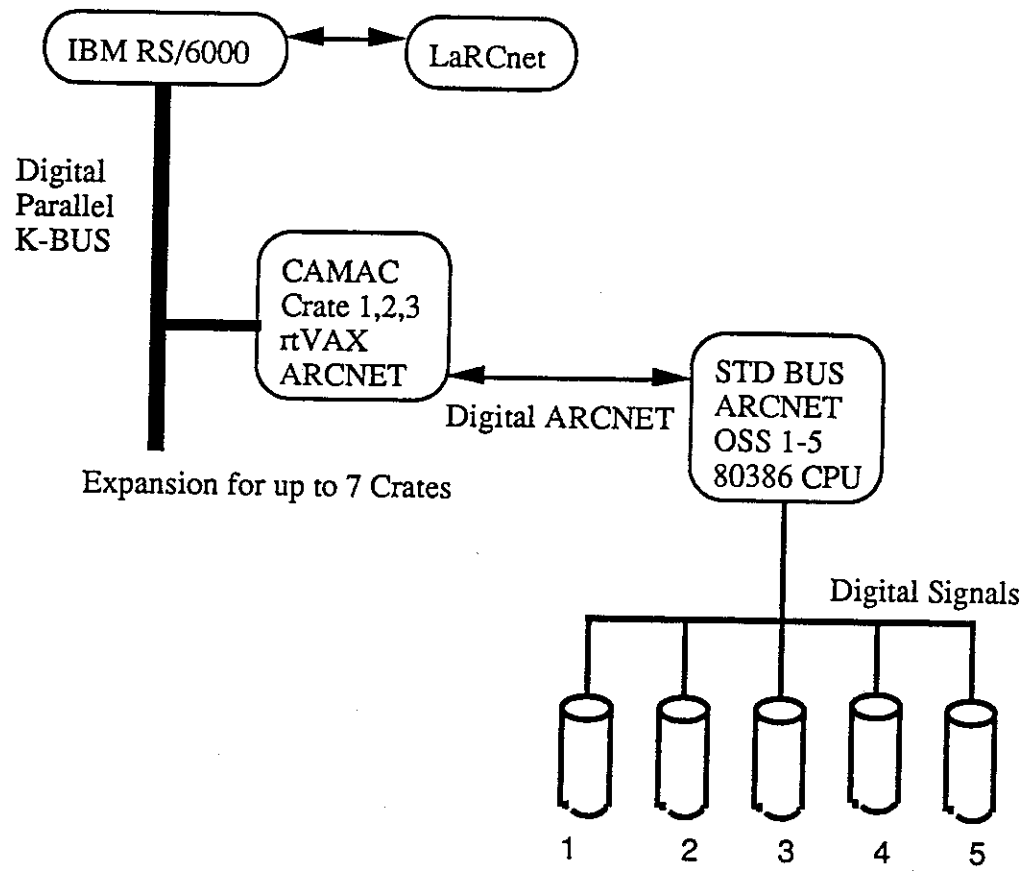 IBM RS/6000
LaRCnet
Digital
Parallel
K-BUS
CAMAC
Crate 1,2,3
rtVAX
ARCNET
Digital ARCNET
STD BUS
ARCNET
OSS 1-5
80386 CPU
Expansion for up to 7 Crates
Digital Signals
1 2 3 4 5